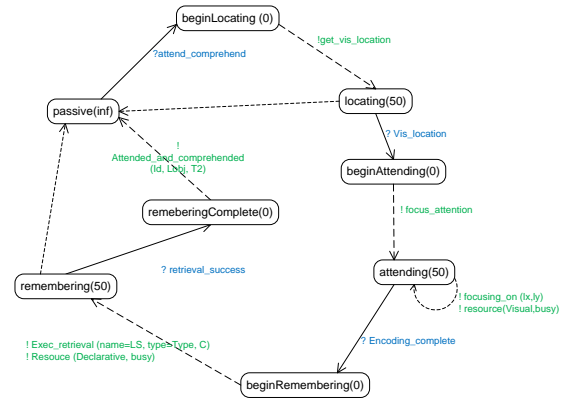 beginLocating (0)
!get_vis_location
?attend_comprehend
passive(inf)
locating(50)
? Vis_location
!
Attended_and_comprehended
(Id, Lobj, T2)
beginAttending(0)
remeberingComplete(0)
! focus_attention
? retrieval_success
attending(50)
remembering(50)
! focusing_on (lx,ly)
! resource(Visual,busy)
! Exec_retrieval (name=LS, type=Type, C)
! Resouce (Declarative, busy)
? Encoding_complete
beginRemembering(0)